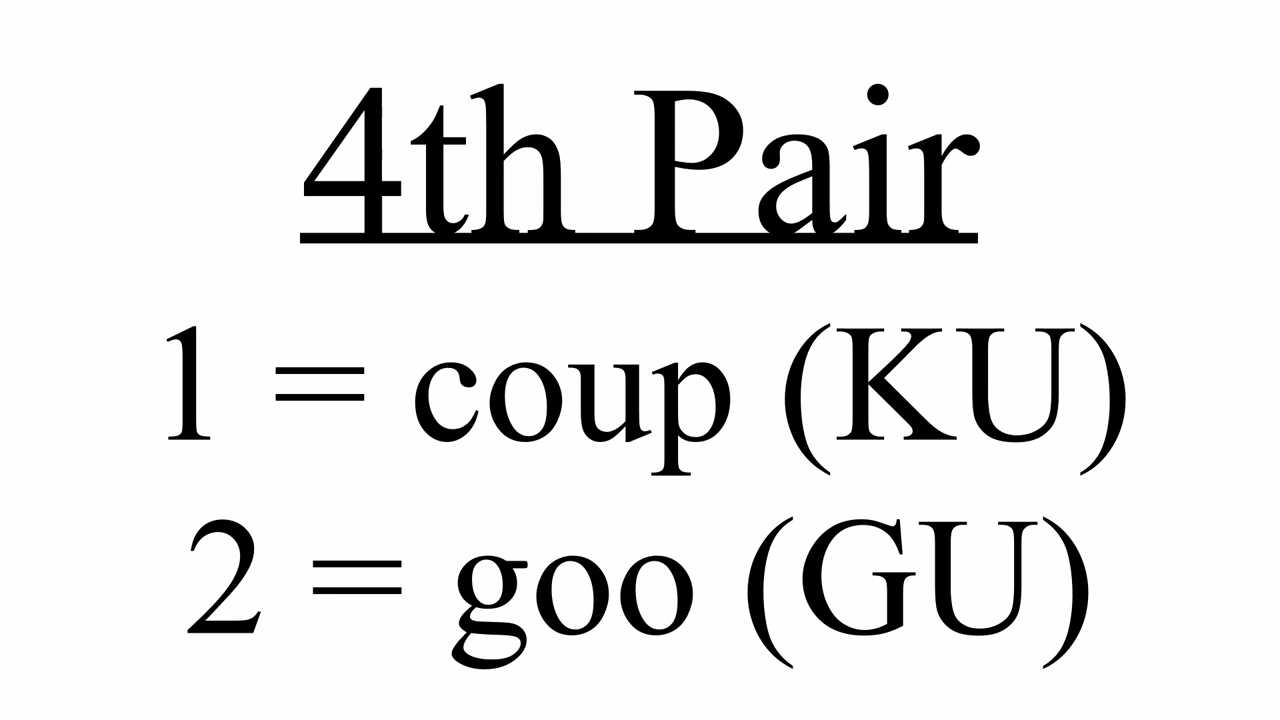 4th Pair
1 = coup (KU)
2 = goo (GU)